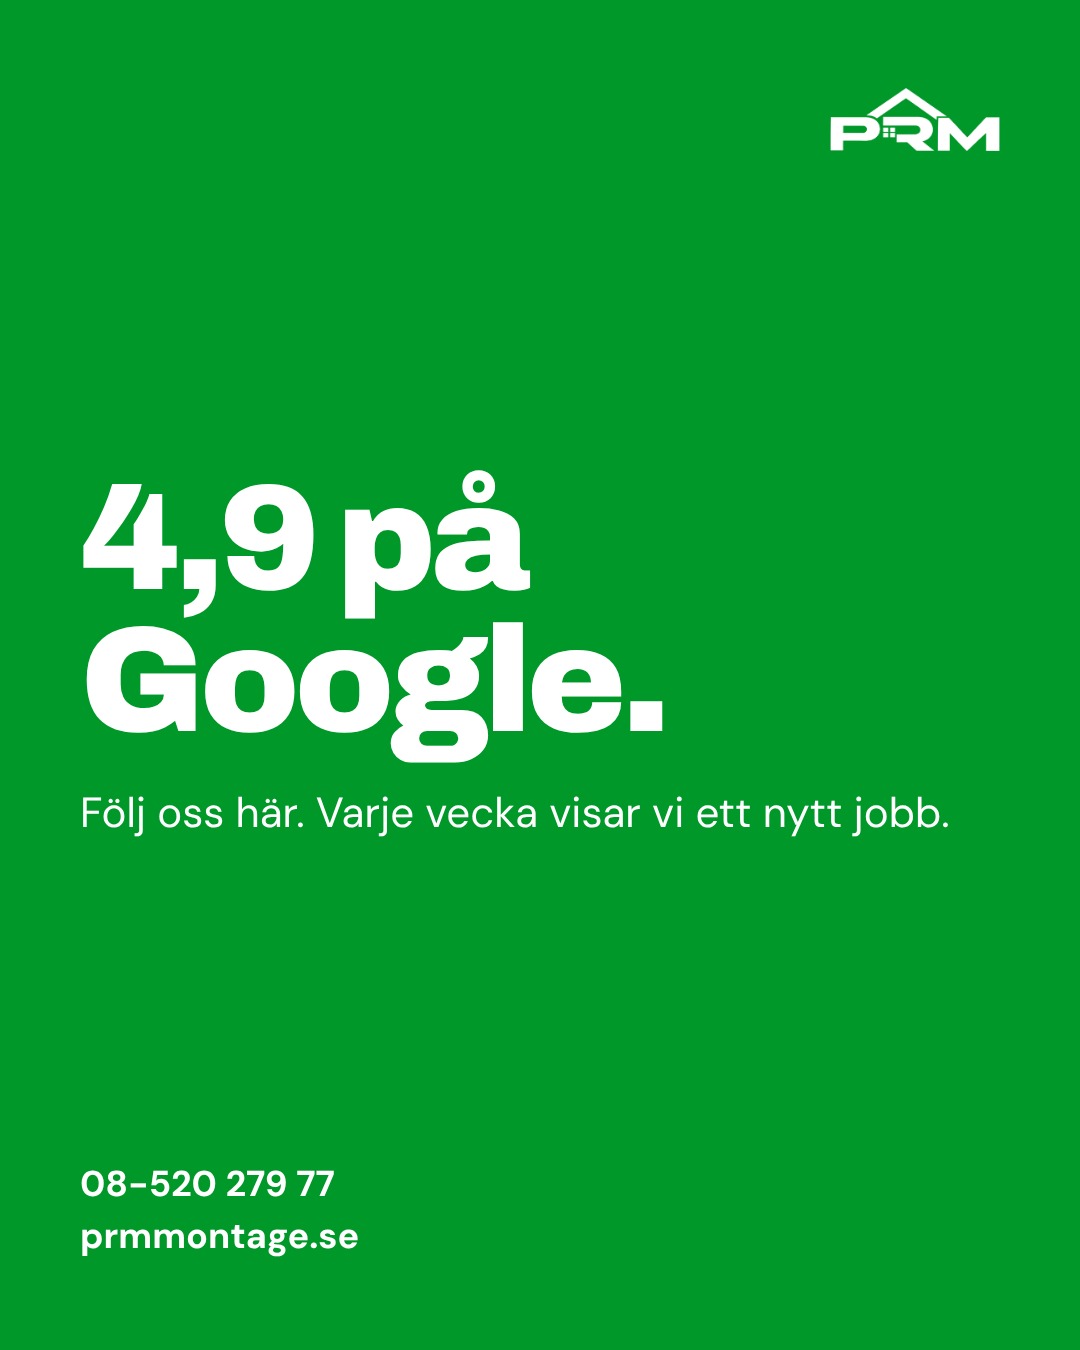 PRM
4,9 på
Google.
Följ oss här. Varje vecka visar vi ett nytt jobb.
08-520 279 77
prmmontage.se